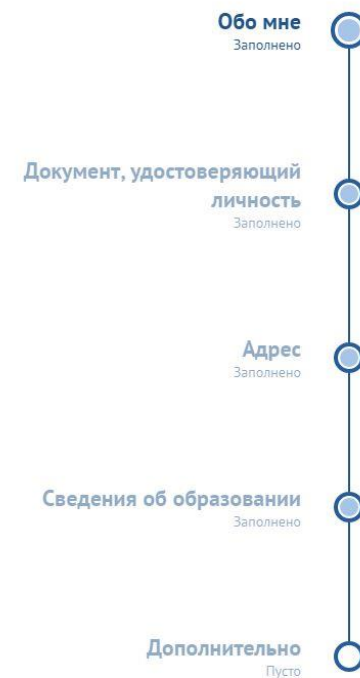 Обо мне
Заполнено
Документ, удостоверяющий
личность
Заполнено
Адрес
Заполнено
Сведения об образовании
Заполнено
Дополнительно
Пусто